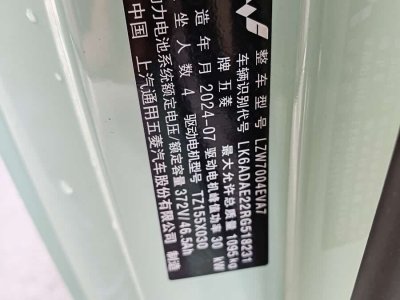 整车型号 LZW7004EVA7
车辆识别代号 LK6ADAE22RG518231
牌 五菱 最大允许总质量 1095kg
造年月 2024-07 驱动电机峰值功率 30 kW
坐人数 4 驱动电机型号 TZ155X030
动力电池系统额定电压/额定容量 372V/46.5Ah
中国 上汽通用五菱汽车股份有限公司 制造